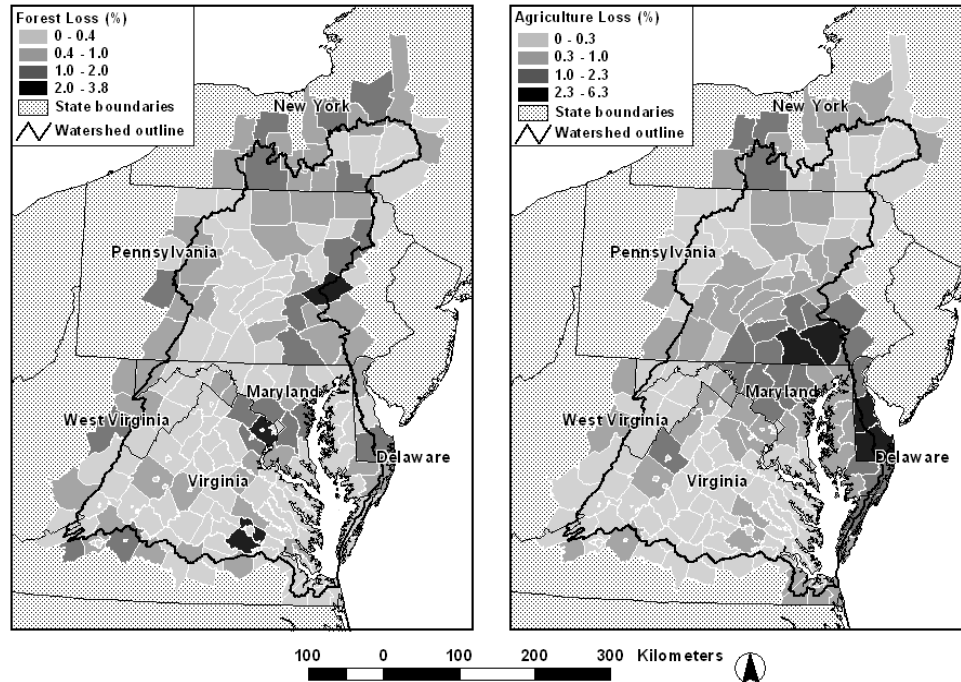 Forest Loss (%)
0 - 0.4
0.4 - 1.0
1.0 - 2.0
2.0 - 3.8
State boundaries
Watershed outline
New York
Pennsylvania
Maryland
West Virginia
Delaware
Virginia
Agriculture Loss (%)
0 - 0.3
0.3 - 1.0
1.0 - 2.3
2.3 - 6.3
State boundaries
Watershed outline
New York
Pennsylvania
Maryland
West Virginia
Delaware
Virginia
100 0 100 200 300 Kilometers